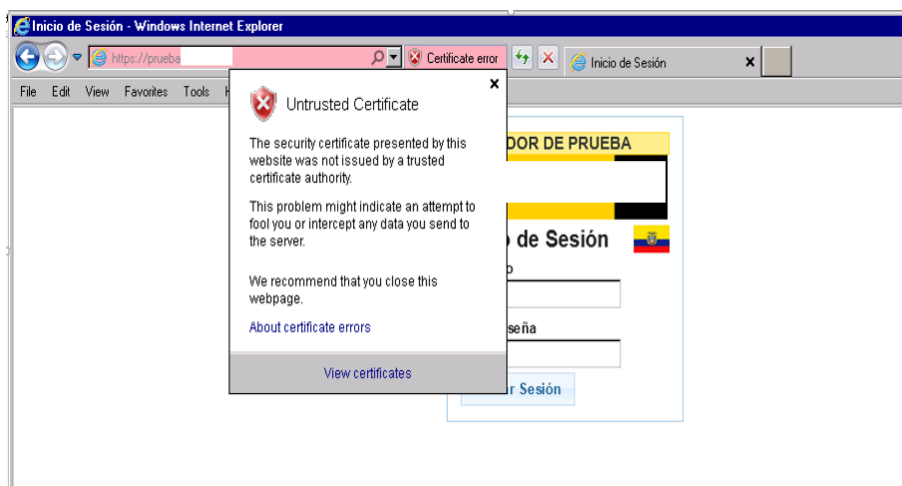 Inicio de Sesión - Windows Internet Explorer
https://prueba
Certificate error
Inicio de Sesión
File Edit View Favorites Tools
Untrusted Certificate
The security certificate presented by this
website was not issued by a trusted
certificate authority.
This problem might indicate an attempt to
fool you or intercept any data you send to
the server.
We recommend that you close this
webpage.
About certificate errors
View certificates
DOR DE PRUEBA
de Sesión
seña
r Sesión